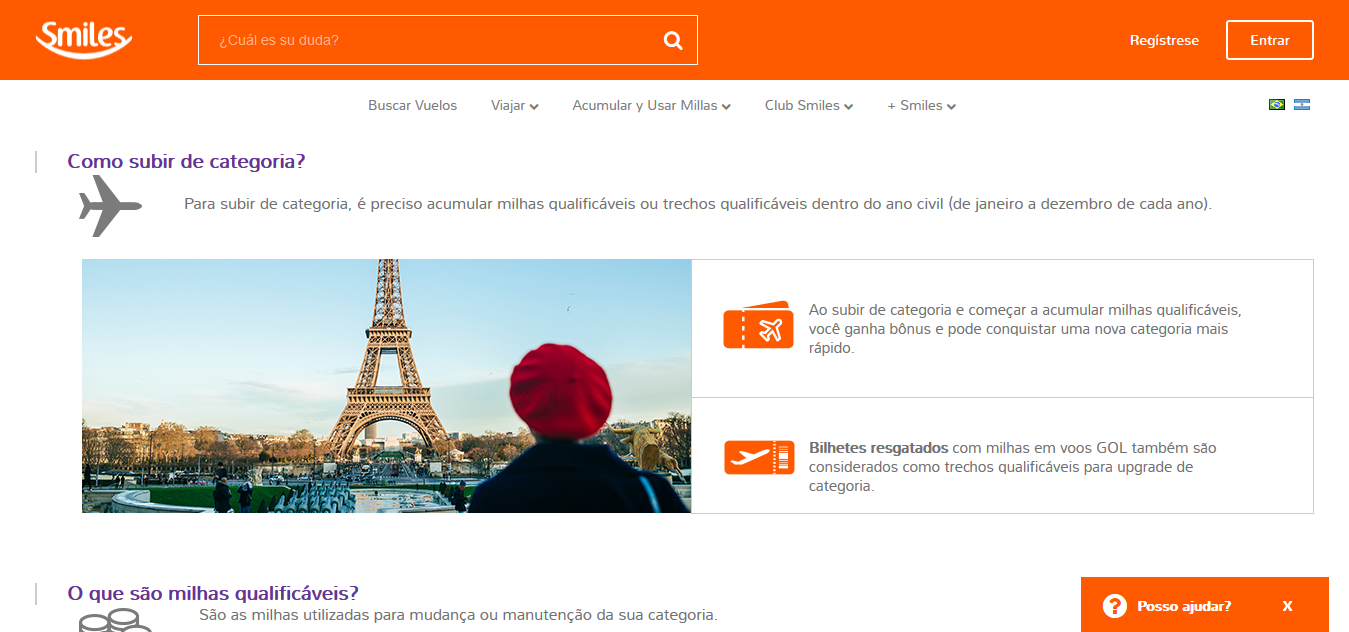 Smiles
¿Cuál es su duda?
Regístrese
Entrar
Buscar Vuelos
Viajar
Acumular y Usar Millas
Club Smiles
+ Smiles
Como subir de categoria?
Para subir de categoria, é preciso acumular milhas qualificáveis ou trechos qualificáveis dentro do ano civil (de janeiro a dezembro de cada ano).
Ao subir de categoria e começar a acumular milhas qualificáveis,
você ganha bônus e pode conquistar uma nova categoria mais
rápido.
Bilhetes resgatados com milhas em voos GOL também são
considerados como trechos qualificáveis para upgrade de
categoria.
O que são milhas qualificáveis?
São as milhas utilizadas para mudança ou manutenção da sua categoria.
? Posso ajudar? X